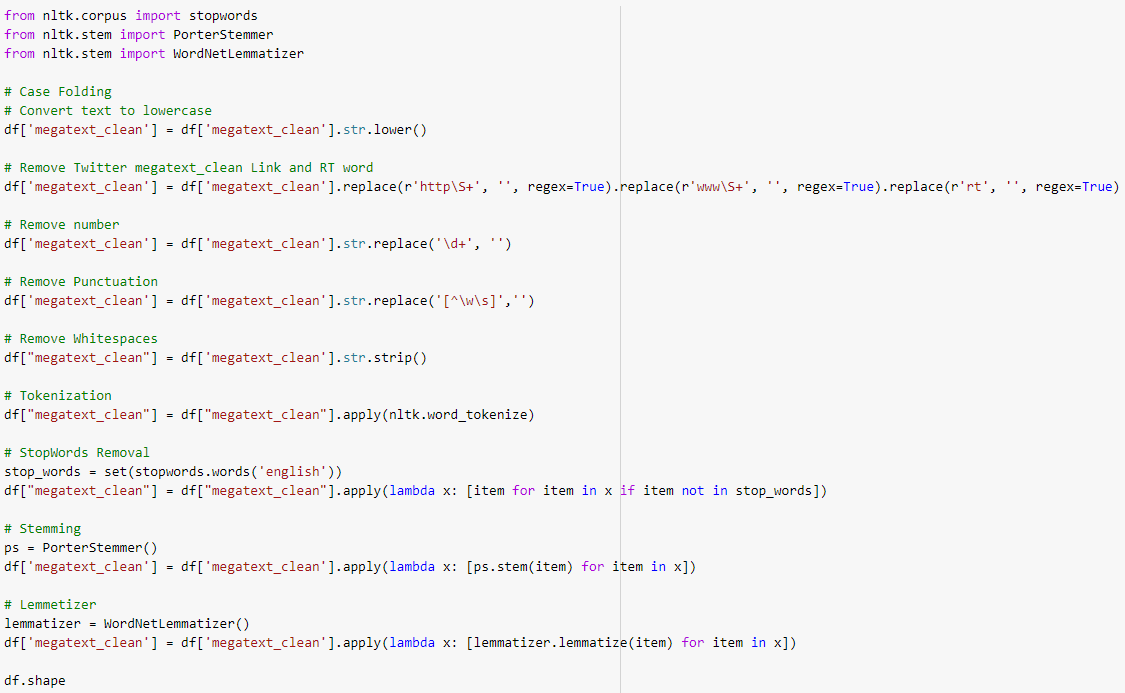 from nltk.corpus import stopwords
from nltk.stem import PorterStemmer
from nltk.stem import WordNetLemmatizer

# Case Folding
# Convert text to lowercase
df['megatext_clean'] = df['megatext_clean'].str.lower()

# Remove Twitter megatext_clean Link and RT word
df['megatext_clean'] = df['megatext_clean'].replace(r'http\S+', '', regex=True).replace(r'www\S+', '', regex=True).replace(r'rt', '', regex=True)

# Remove number
df['megatext_clean'] = df['megatext_clean'].str.replace('\d+', '')

# Remove Punctuation
df['megatext_clean'] = df['megatext_clean'].str.replace('[^\w\s]','')

# Remove Whitespaces
df["megatext_clean"] = df['megatext_clean'].str.strip()

# Tokenization
df["megatext_clean"] = df["megatext_clean"].apply(nltk.word_tokenize)

# StopWords Removal
stop_words = set(stopwords.words('english'))
df["megatext_clean"] = df["megatext_clean"].apply(lambda x: [item for item in x if item not in stop_words])

# Stemming
ps = PorterStemmer()
df['megatext_clean'] = df['megatext_clean'].apply(lambda x: [ps.stem(item) for item in x])

# Lemmetizer
lemmatizer = WordNetLemmatizer()
df['megatext_clean'] = df['megatext_clean'].apply(lambda x: [lemmatizer.lemmatize(item) for item in x])

df.shape